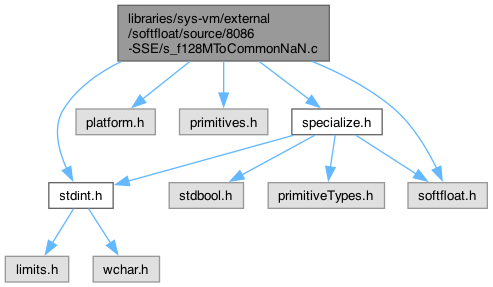 libraries/sys-vm/external
/softfloat/source/8086
-SSE/s_f128MToCommonNaN.c
platform.h
primitives.h
specialize.h
stdint.h
stdbool.h
primitiveTypes.h
softfloat.h
limits.h
wchar.h